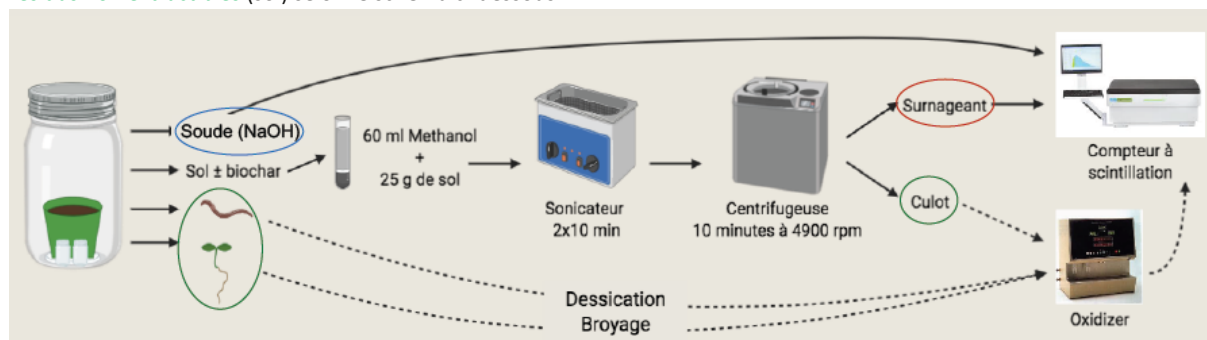 Soude (NaOH)
Sol ± biochar
60 ml Methanol
+
25 g de sol
Sonicateur
2x10 min
Centrifugeuse
10 minutes à 4900 rpm
Surnageant
Culot
Compteur à
scintillation
Dessication
Broyage
Oxidizer